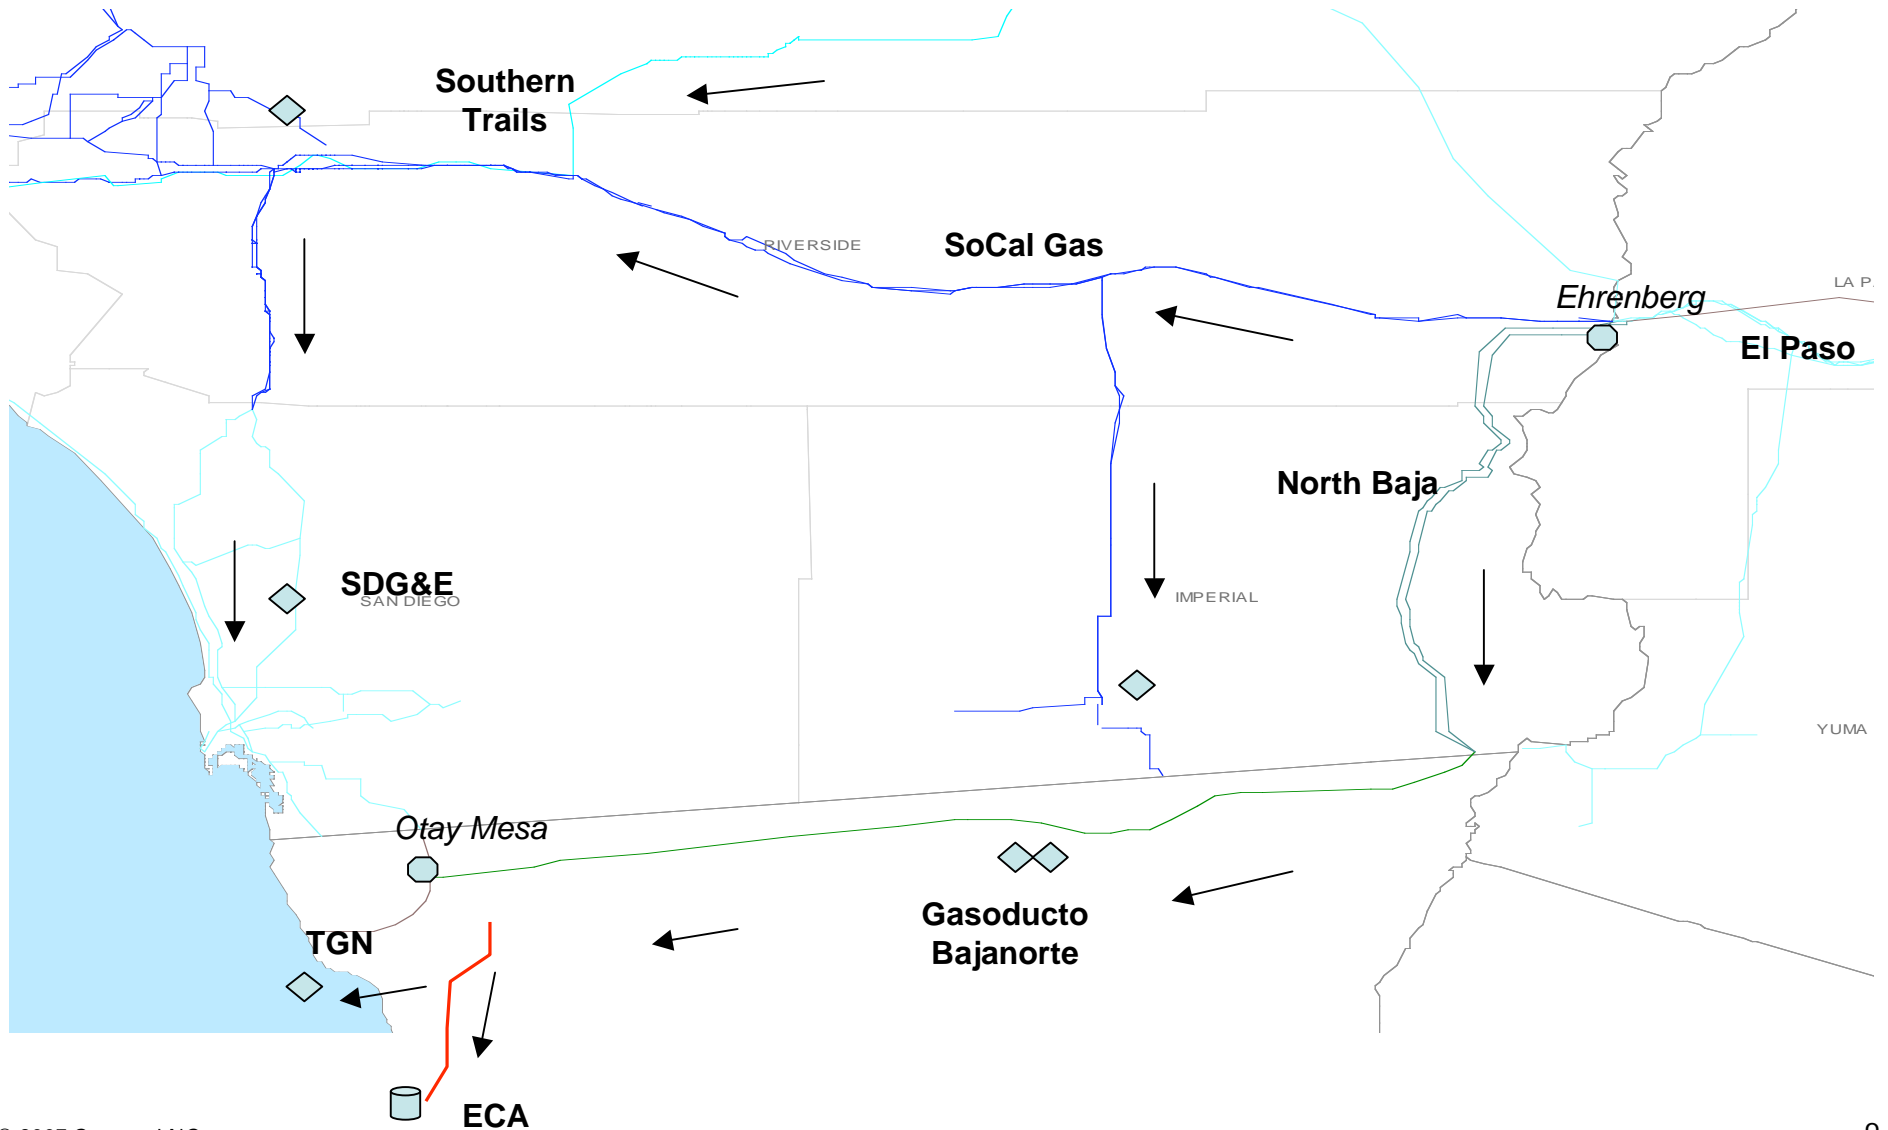 Southern
Trails
RIVERSIDE
SoCal Gas
LA P
Ehrenberg
El Paso
North Baja
SDG&E
SAN DIEGO
IMPERIAL
YUMA
Otay Mesa
Gasoducto
Bajanorte
TGN
ECA